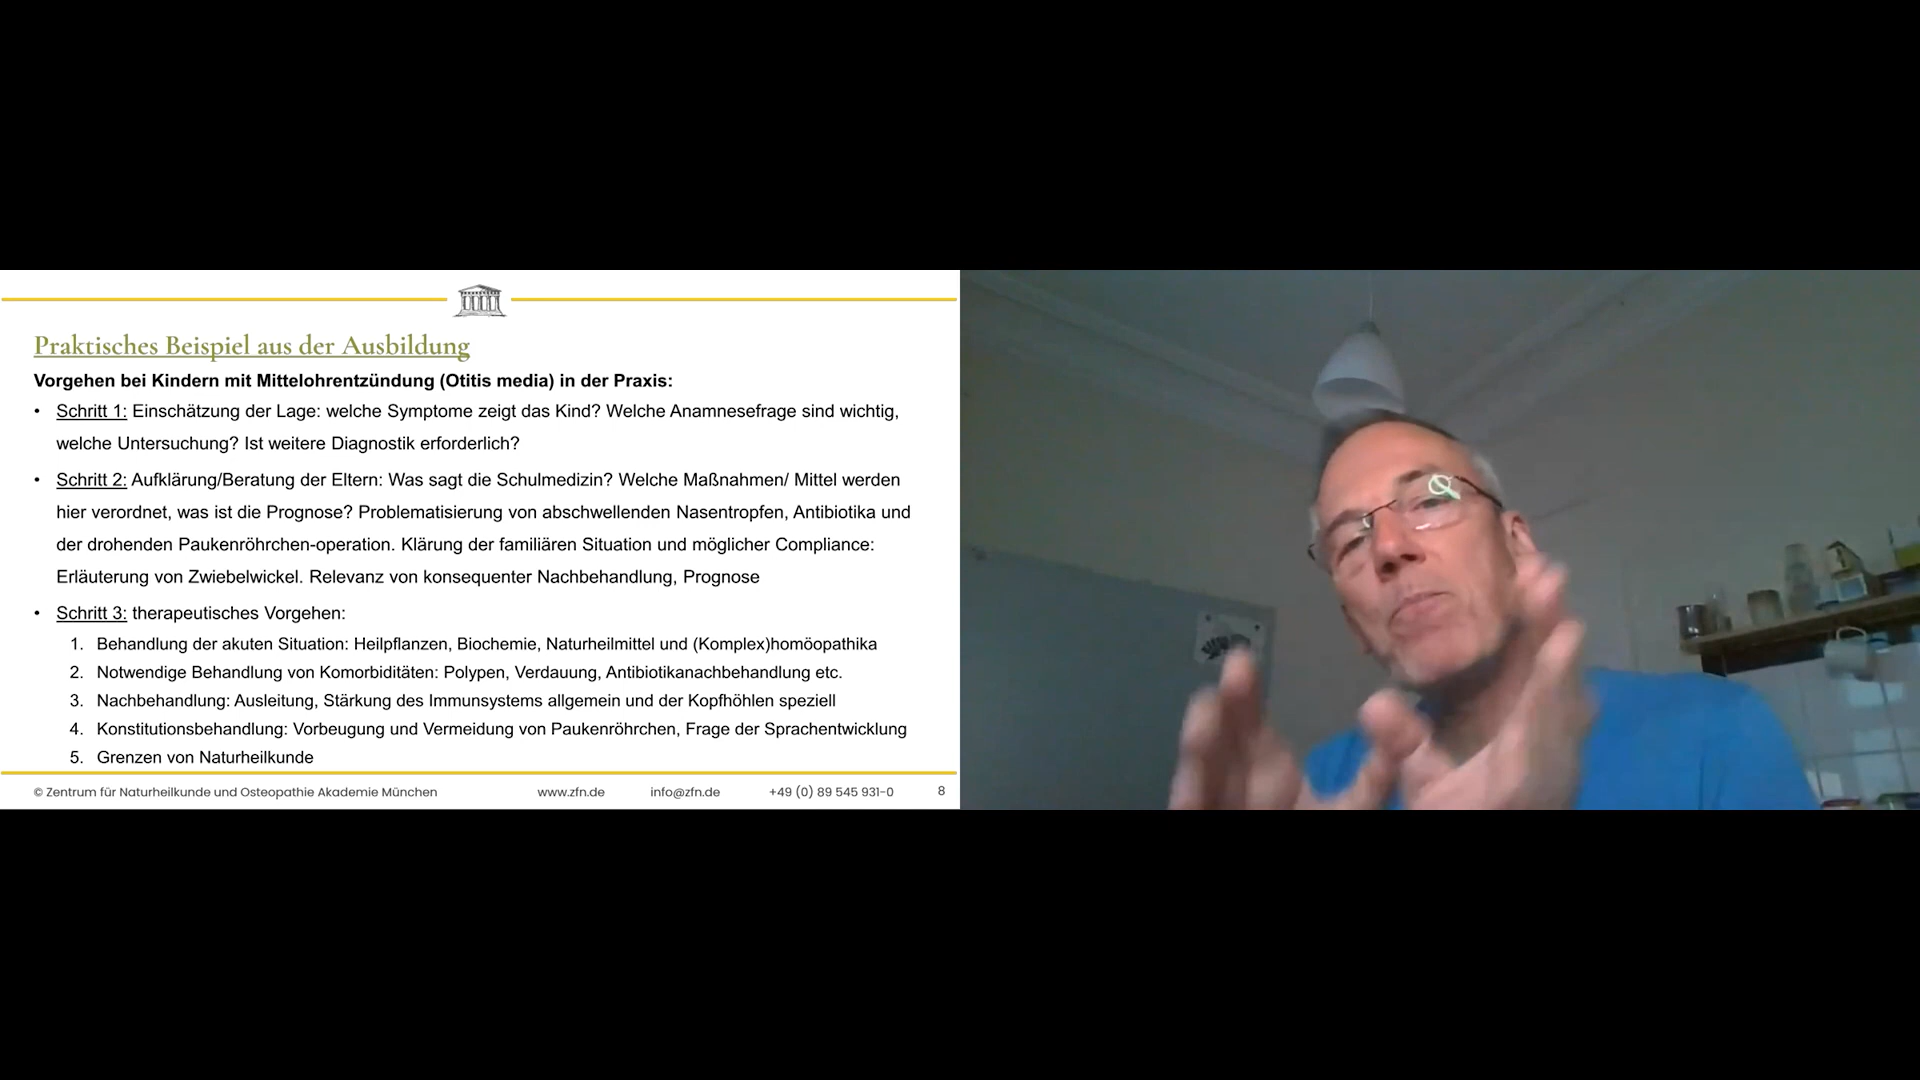 Praktisches Beispiel aus der Ausbildung
Vorgehen bei Kindern mit Mittelohrentzündung (Otitis media) in der Praxis:
• Schritt 1: Einschätzung der Lage: welche Symptome zeigt das Kind? Welche Anamnesefrage sind wichtig,
welche Untersuchung? Ist weitere Diagnostik erforderlich?
• Schritt 2: Aufklärung/Beratung der Eltern: Was sagt die Schulmedizin? Welche Maßnahmen/ Mittel werden
hier verordnet, was ist die Prognose? Problematisierung von abschwellenden Nasentropfen, Antibiotika und
der drohenden Paukenröhrchen-operation. Klärung der familiären Situation und möglicher Compliance:
Erläuterung von Zwiebelwickel. Relevanz von konsequenter Nachbehandlung, Prognose
• Schritt 3: therapeutisches Vorgehen:
1. Behandlung der akuten Situation: Heilpflanzen, Biochemie, Naturheilmittel und (Komplex)homöopathika
2. Notwendige Behandlung von Komorbiditäten: Polypen, Verdauung, Antibiotikanachbehandlung etc.
3. Nachbehandlung: Ausleitung, Stärkung des Immunsystems allgemein und der Kopfhöhlen speziell
4. Konstitutionsbehandlung: Vorbeugung und Vermeidung von Paukenröhrchen, Frage der Sprachentwicklung
5. Grenzen von Naturheilkunde
© Zentrum für Naturheilkunde und Osteopathie Akademie München www.zfn.de info@zfn.de +49 (0) 89 545 931-0 8